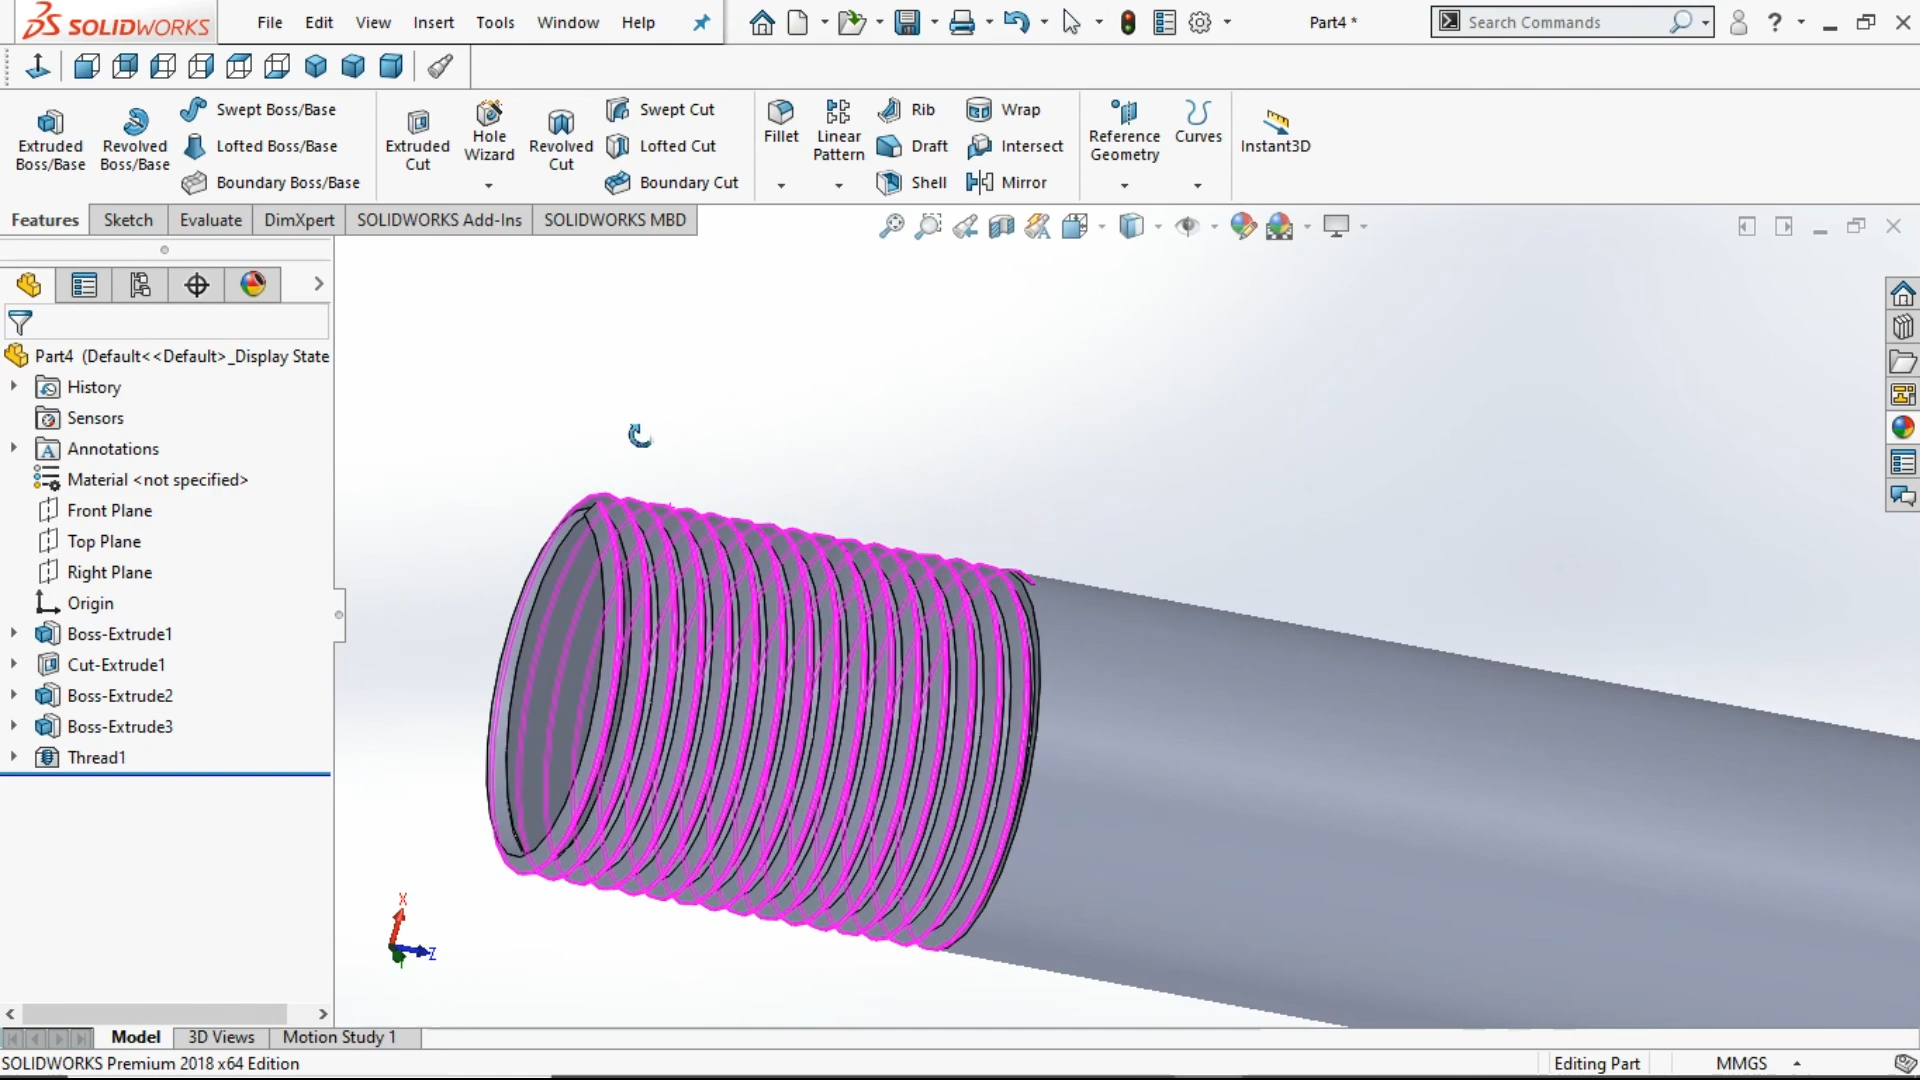 SOLIDWORKS File Edit View Insert Tools Window Help Part4 * Search Commands ?
Extruded Boss/Base
Revolved Boss/Base
Swept Boss/Base
Lofted Boss/Base
Boundary Boss/Base
Extruded Cut
Hole Wizard
Revolved Cut
Swept Cut
Lofted Cut
Boundary Cut
Fillet
Linear Pattern
Rib
Draft
Shell
Wrap
Intersect
Mirror
Reference Geometry
Curves
Instant3D
Features Sketch Evaluate DimXpert SOLIDWORKS Add-Ins SOLIDWORKS MBD
Part4 (Default<<Default>_Display State
History
Sensors
Annotations
Material <not specified>
Front Plane
Top Plane
Right Plane
Origin
Boss-Extrude1
Cut-Extrude1
Boss-Extrude2
Boss-Extrude3
Thread1
X
Z
Model 3D Views Motion Study 1
SOLIDWORKS Premium 2018 x64 Edition Editing Part MMGS